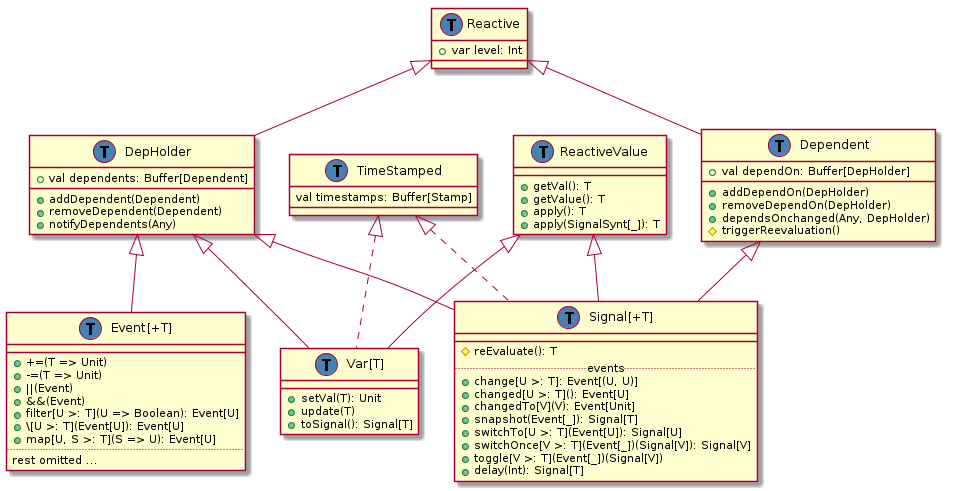 T Reactive
var level: Int
T DepHolder
val dependents: Buffer[Dependent]
addDependent(Dependent)
removeDependent(Dependent)
notifyDependents(Any)
T TimeStamped
val timestamps: Buffer[Stamp]
T ReactiveValue
getVal(): T
getValue(): T
apply(): T
apply(SignalSynt[_]): T
T Dependent
val dependOn: Buffer[DepHolder]
addDependOn(DepHolder)
removeDependOn(DepHolder)
dependsOnchanged(Any, DepHolder)
triggerReevaluation()
T Event[+T]
+=(T => Unit)
-=(T => Unit)
||(Event)
&&(Event)
filter[U >: T](U => Boolean): Event[U]
\[U >: T](Event[U]): Event[U]
map[U, S >: T](S => U): Event[U]
rest omitted ...
T Var[T]
setVal(T): Unit
update(T)
toSignal(): Signal[T]
T Signal[+T]
reEvaluate(): T
events
change[U >: T]: Event[(U, U)]
changed[U >: T](): Event[U]
changedTo[V](V): Event[Unit]
snapshot(Event[_]): Signal[T]
switchTo[U >: T](Event[U]): Signal[U]
switchOnce[V >: T](Event[_])(Signal[V]): Signal[V]
toggle[V >: T](Event[_])(Signal[V])
delay(Int): Signal[T]